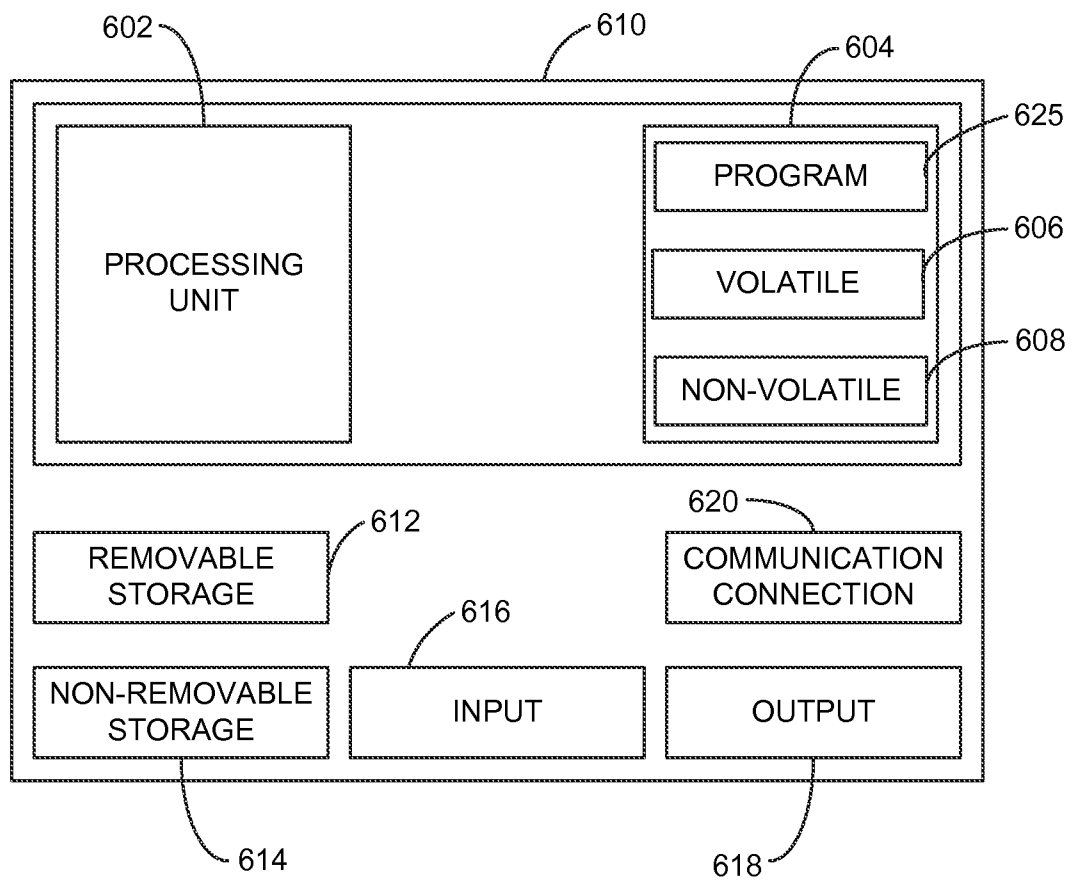 602
610
604
625
PROGRAM
606
PROCESSING
UNIT
VOLATILE
608
NON-VOLATILE
612
620
REMOVABLE
STORAGE
COMMUNICATION
CONNECTION
616
NON-REMOVABLE
STORAGE
INPUT
OUTPUT
614
618